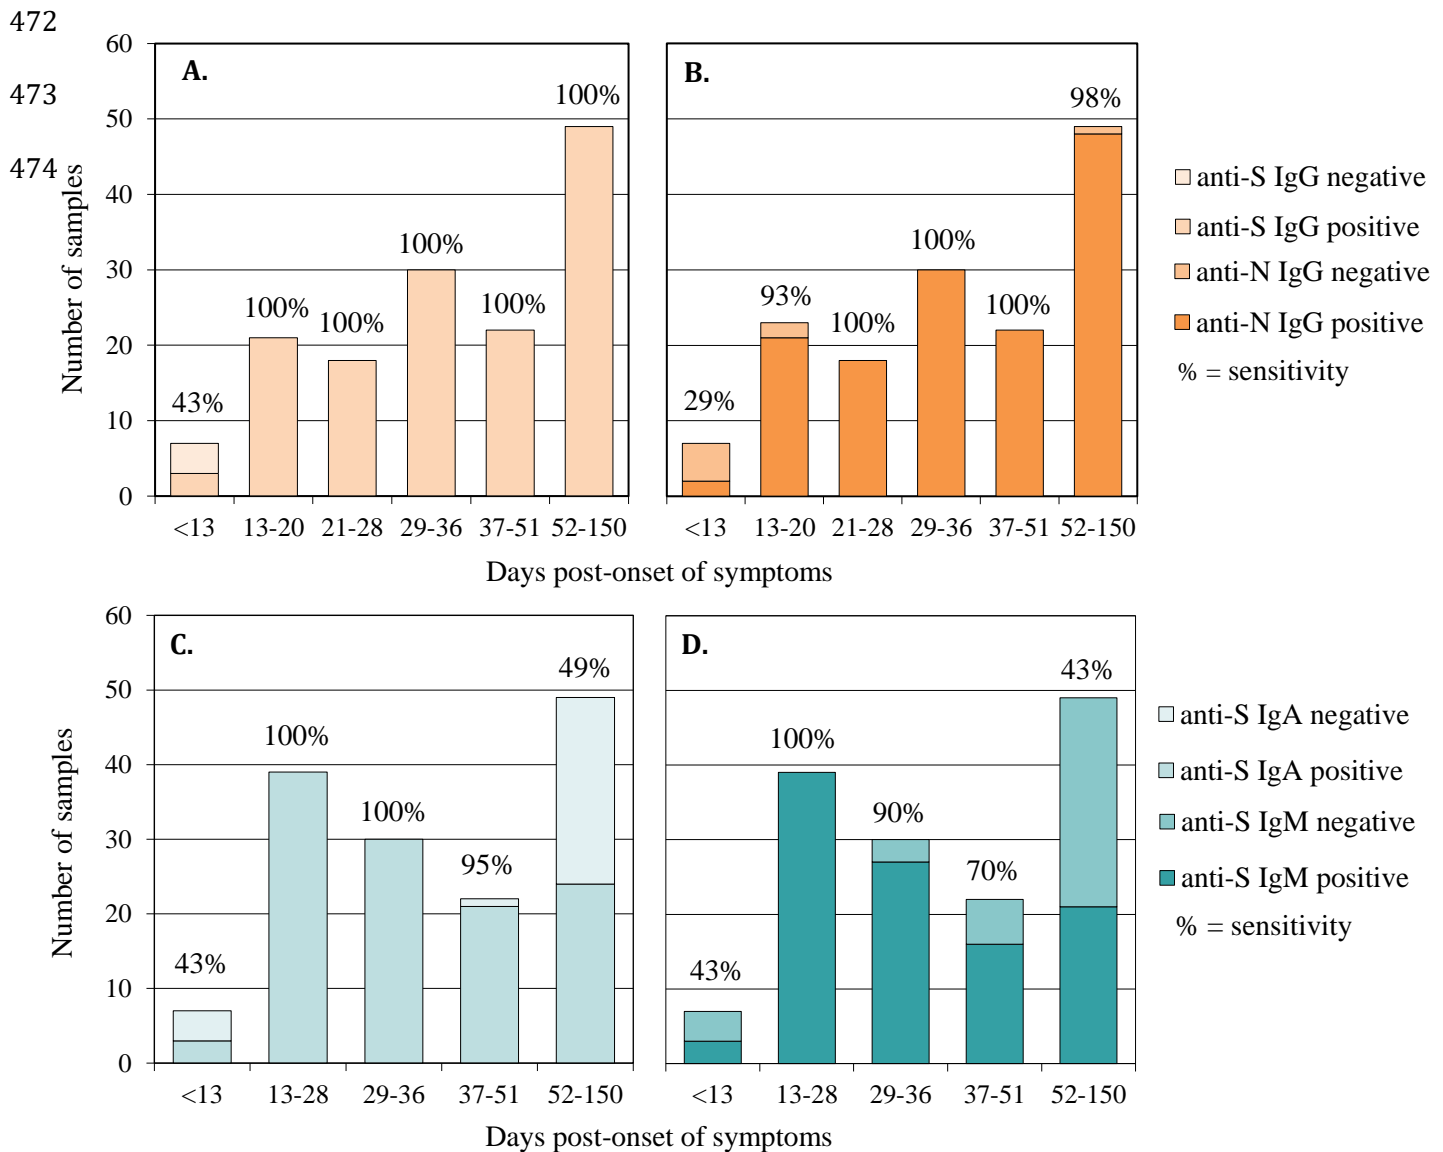 472
473
474
60
50
40
30
20
10
0
Number of samples
A.
43%
100%
100%
100%
100%
100%
<13 13-20 21-28 29-36 37-51 52-150
B.
29%
93%
100%
100%
100%
98%
<13 13-20 21-28 29-36 37-51 52-150
Days post-onset of symptoms
anti-S IgG negative
anti-S IgG positive
anti-N IgG negative
anti-N IgG positive
% = sensitivity
60
50
40
30
20
10
0
Number of samples
C.
43%
100%
100%
95%
49%
<13 13-28 29-36 37-51 52-150
D.
43%
100%
90%
70%
43%
<13 13-28 29-36 37-51 52-150
Days post-onset of symptoms
anti-S IgA negative
anti-S IgA positive
anti-S IgM negative
anti-S IgM positive
% = sensitivity